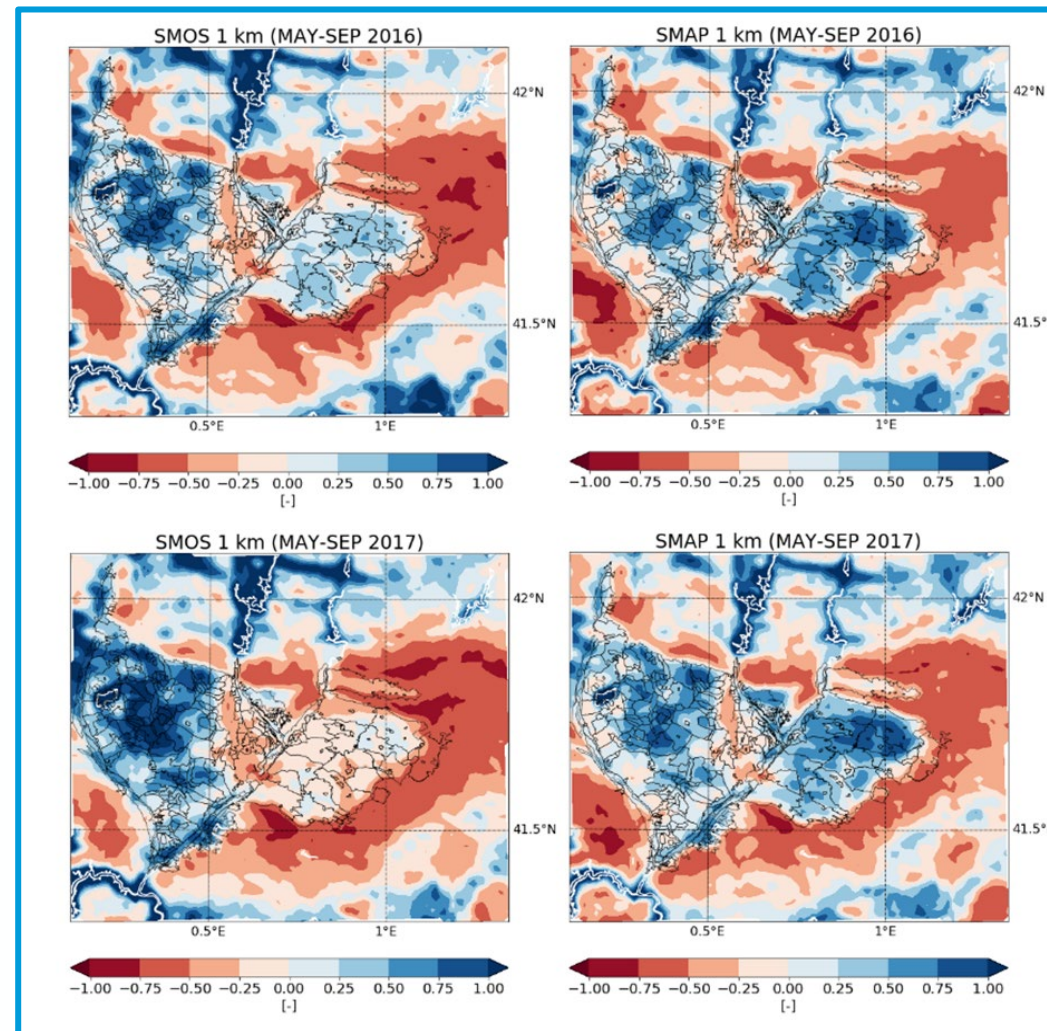 SMOS 1 km (MAY-SEP 2016)
42°N
41.5°N
0.5°E 1°E
−1.00 −0.75 −0.50 −0.25 0.00 0.25 0.50 0.75 1.00
[-]
SMAP 1 km (MAY-SEP 2016)
42°
41.5°
0.5°E 1°E
−1.00 −0.75 −0.50 −0.25 0.00 0.25 0.50 0.75 1.00
[-]
SMOS 1 km (MAY-SEP 2017)
42°N
41.5°N
0.5°E 1°E
−1.00 −0.75 −0.50 −0.25 0.00 0.25 0.50 0.75 1.00
[-]
SMAP 1 km (MAY-SEP 2017)
42°
41.5°
0.5°E 1°E
−1.00 −0.75 −0.50 −0.25 0.00 0.25 0.50 0.75 1.00
[-]